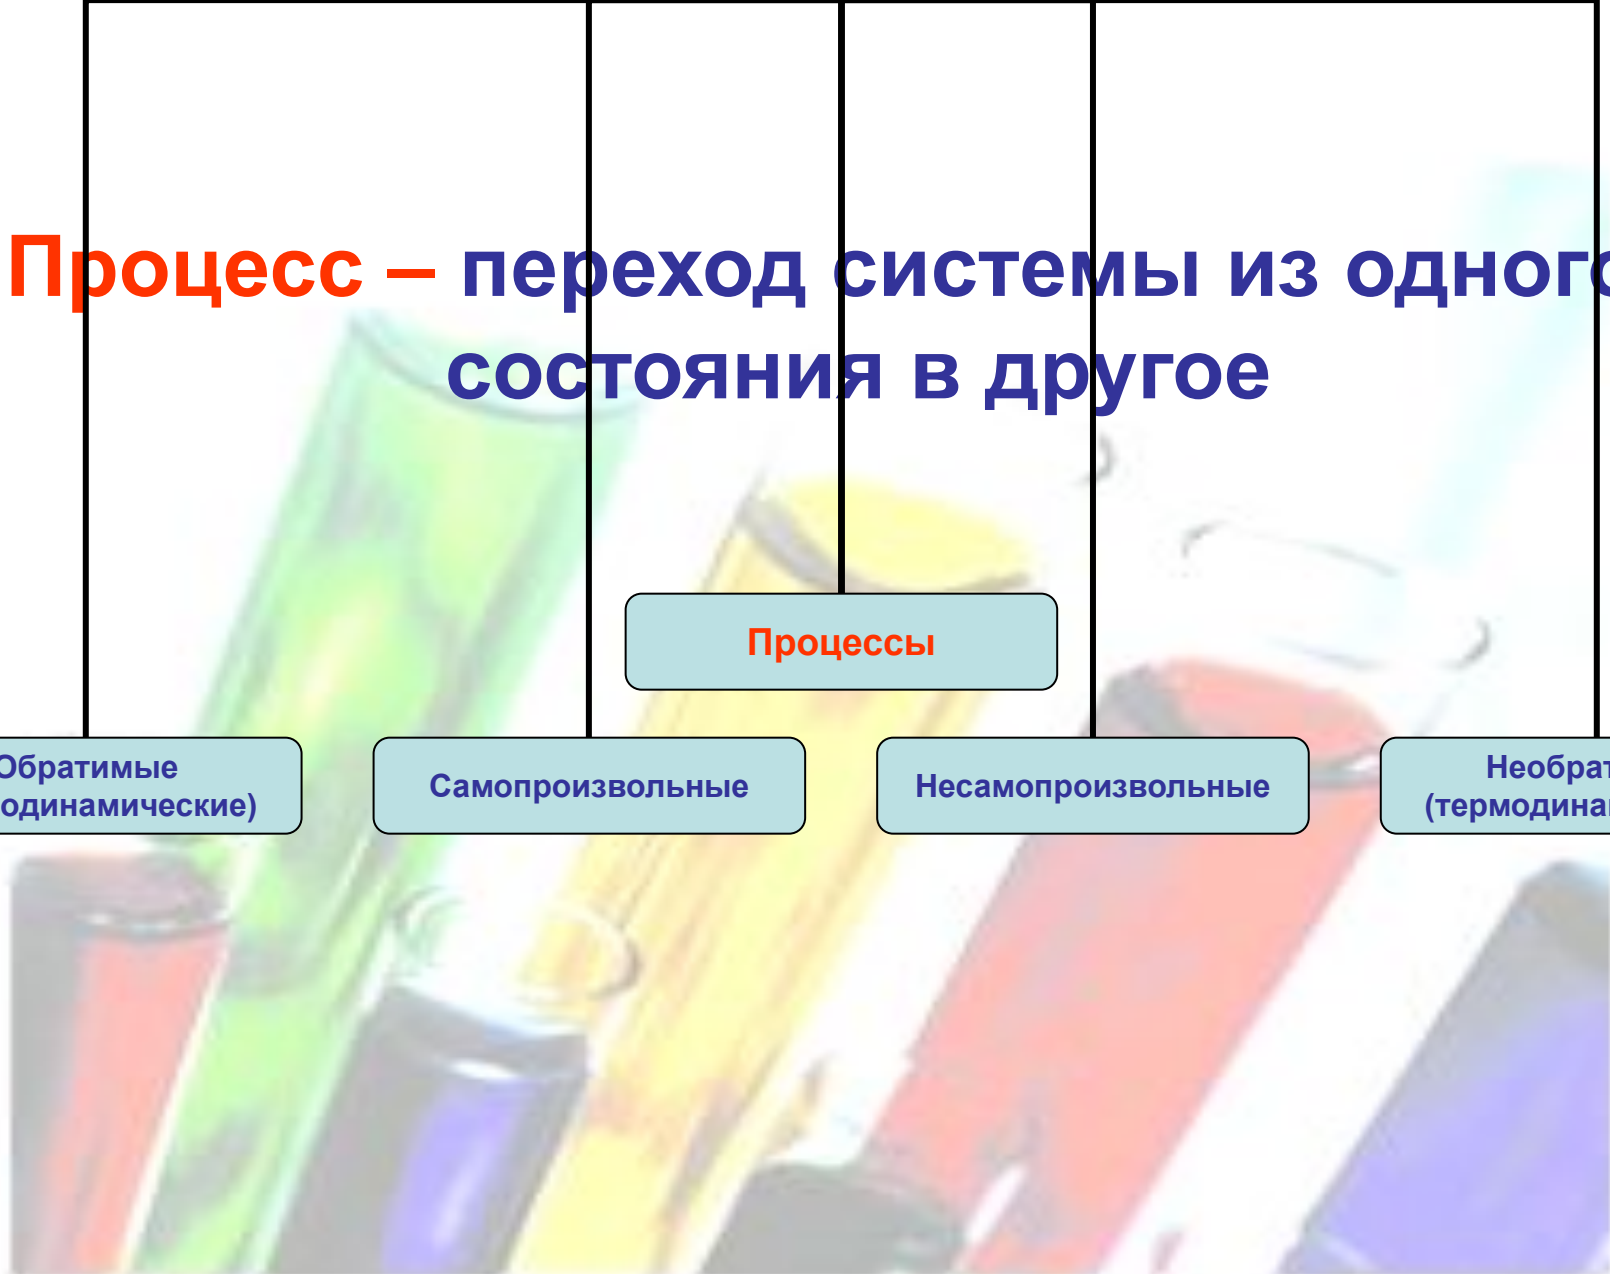 Процесс – переход системы из одного
состояния в другое
Процессы
Обратимые
одинамические)
Самопроизвольные
Несамопроизвольные
Необрат
(термодина